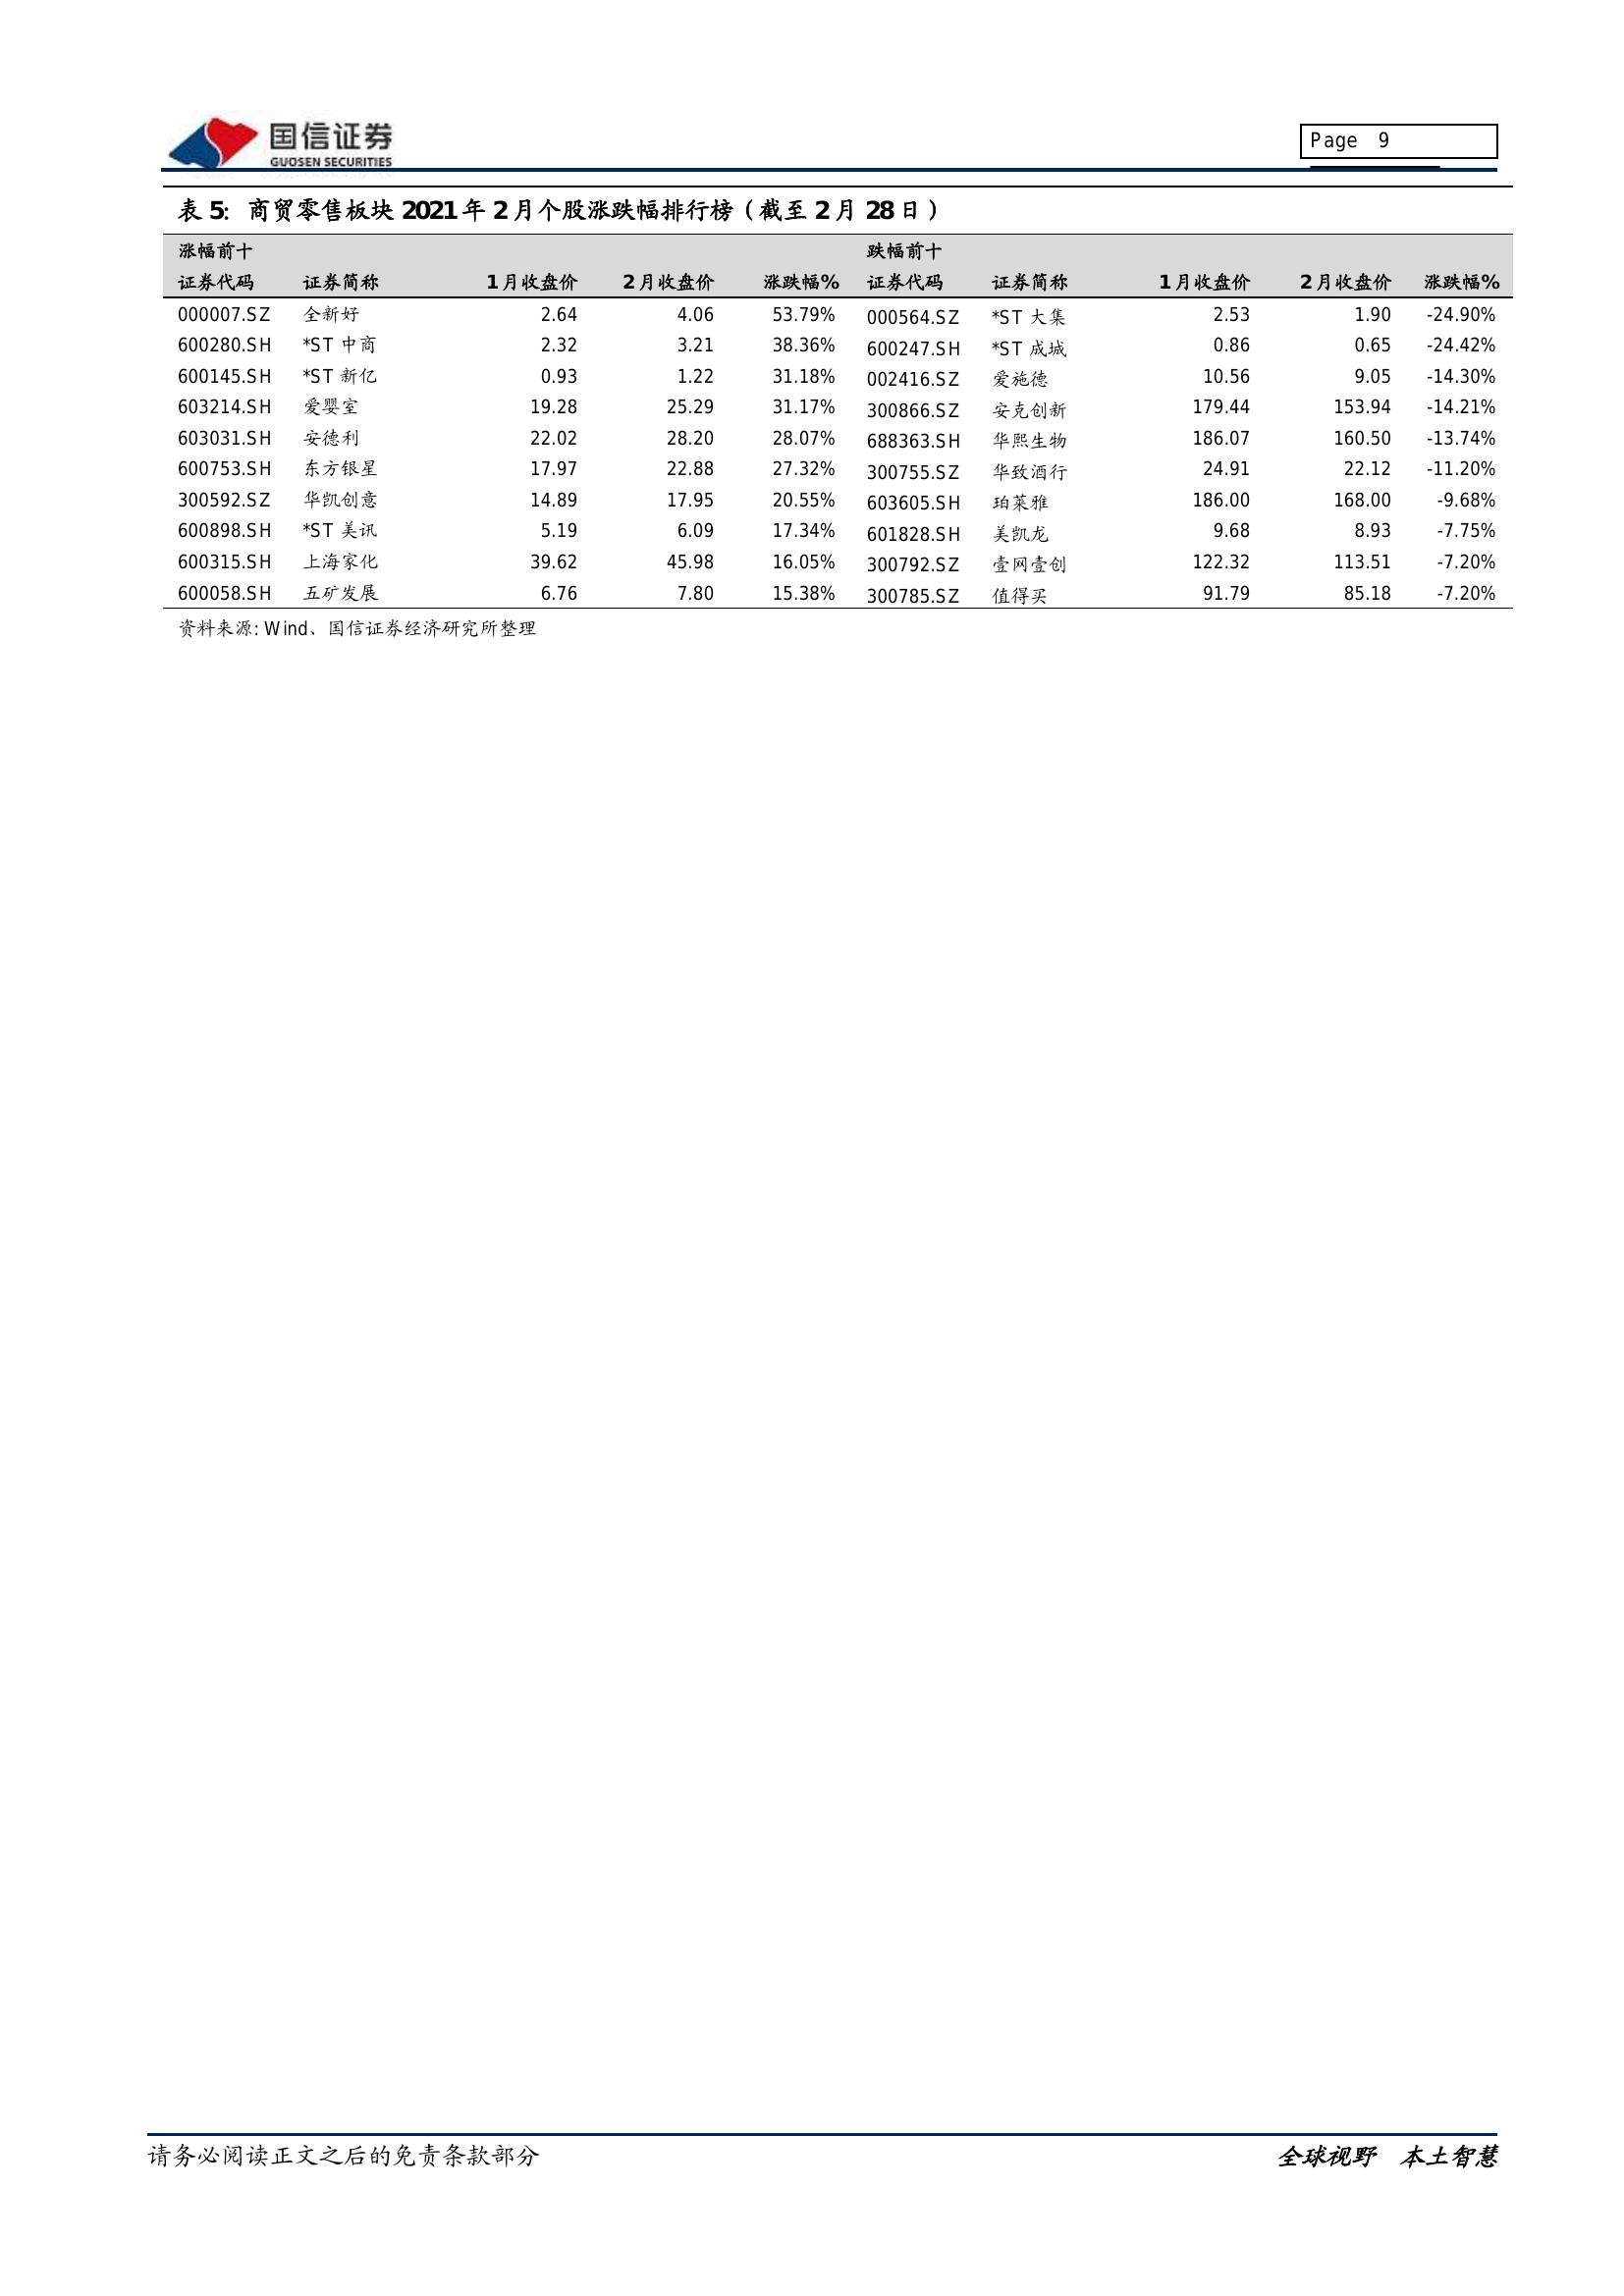 国信证券
GUOSEN SECURITIES
Page 9
表 5: 商贸零售板块 2021 年 2 月个股涨跌幅排行榜（截至 2 月 28 日）
涨幅前十 跌幅前十
证券代码 证券简称 1 月收盘价 2 月收盘价 涨跌幅% 证券代码 证券简称 1 月收盘价 2 月收盘价 涨跌幅%
000007.SZ 全新好 2.64 4.06 53.79% 000564.SZ *ST 大集 2.53 1.90 -24.90%
600280.SH *ST 中商 2.32 3.21 38.36% 600247.SH *ST 成城 0.86 0.65 -24.42%
600145.SH *ST 新亿 0.93 1.22 31.18% 002416.SZ 爱施德 10.56 9.05 -14.30%
603214.SH 爱婴室 19.28 25.29 31.17% 300866.SZ 安克创新 179.44 153.94 -14.21%
603031.SH 安德利 22.02 28.20 28.07% 688363.SH 华熙生物 186.07 160.50 -13.74%
600753.SH 东方银星 17.97 22.88 27.32% 300755.SZ 华致酒行 24.91 22.12 -11.20%
300592.SZ 华凯创意 14.89 17.95 20.55% 603605.SH 珀莱雅 186.00 168.00 -9.68%
600898.SH *ST 美讯 5.19 6.09 17.34% 601828.SH 美凯龙 9.68 8.93 -7.75%
600315.SH 上海家化 39.62 45.98 16.05% 300792.SZ 壹网壹创 122.32 113.51 -7.20%
600058.SH 五矿发展 6.76 7.80 15.38% 300785.SZ 值得买 91.79 85.18 -7.20%
资料来源: Wind、国信证券经济研究所整理
请务必阅读正文之后的免责条款部分 全球视野 本土智慧